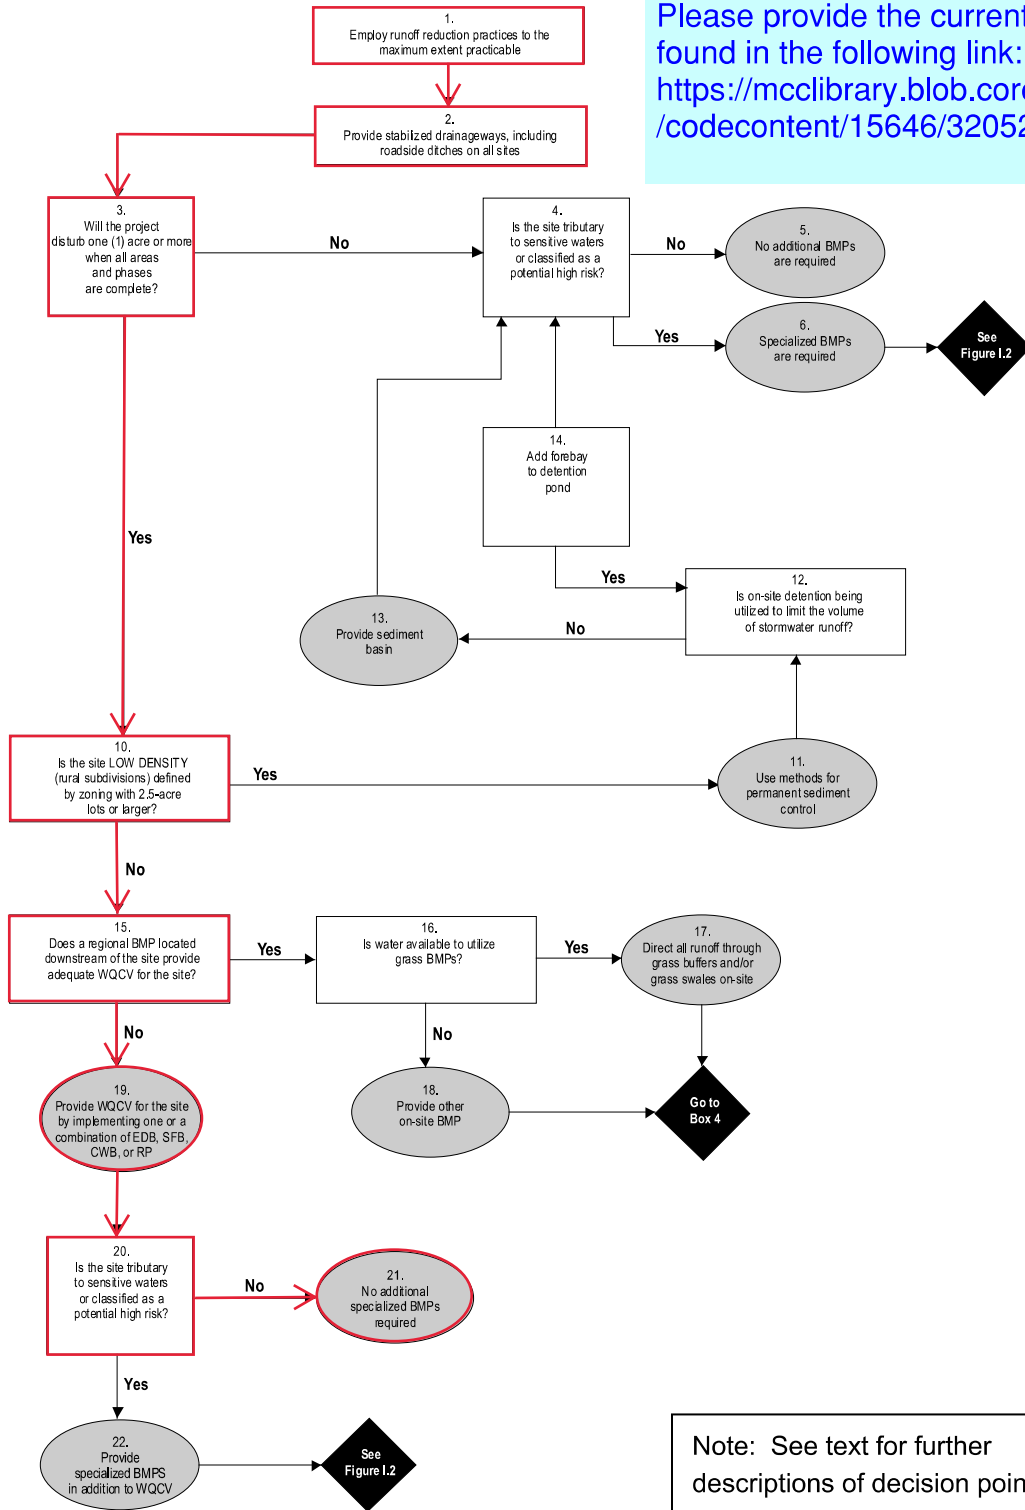 1.
Employ runoff reduction practices to the
maximum extent practicable
Please provide the current
found in the following link:
https://mcclibrary.blob.core
/codecontent/15646/32052
2.
Provide stabilized drainageways, including
roadside ditches on all sites
3.
Will the project
disturb one (1) acre or more
when all areas
and phases
are complete?
No
4.
Is the site tributary
to sensitive waters
or classified as a
potential high risk?
No
5.
No additional BMPs
are required
Yes
6.
Specialized BMPs
are required
See
Figure I.2
14.
Add forebay
to detention
pond
Yes
Yes
12.
Is on-site detention being
utilized to limit the volume
of stormwater runoff?
No
13.
Provide sediment
basin
10.
Is the site LOW DENSITY
(rural subdivisions) defined
by zoning with 2.5-acre
lots or larger?
Yes
11.
Use methods for
permanent sediment
control
No
15.
Does a regional BMP located
downstream of the site provide
adequate WQCV for the site?
Yes
16.
Is water available to utilize
grass BMPs?
Yes
17.
Direct all runoff through
grass buffers and/or
grass swales on-site
No
No
19.
Provide WQCV for the site
by implementing one or a
combination of EDB, SFB,
CWB, or RP
18.
Provide other
on-site BMP
Go to
Box 4
20.
Is the site tributary
to sensitive waters
or classified as a
potential high risk?
No
21.
No additional
specialized BMPs
required
Yes
22.
Provide
specialized BMPS
in addition to WQCV
See
Figure I.2
Note: See text for further
descriptions of decision poin